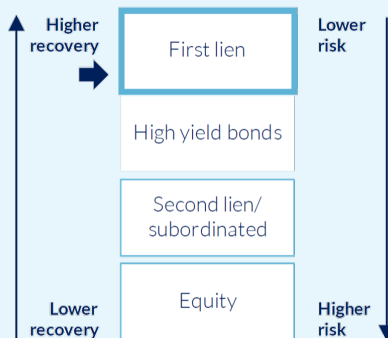 Higher
recovery
First lien
Lower
risk
High yield bonds
Second lien/
subordinated
Lower
recovery
Equity
Higher
risk